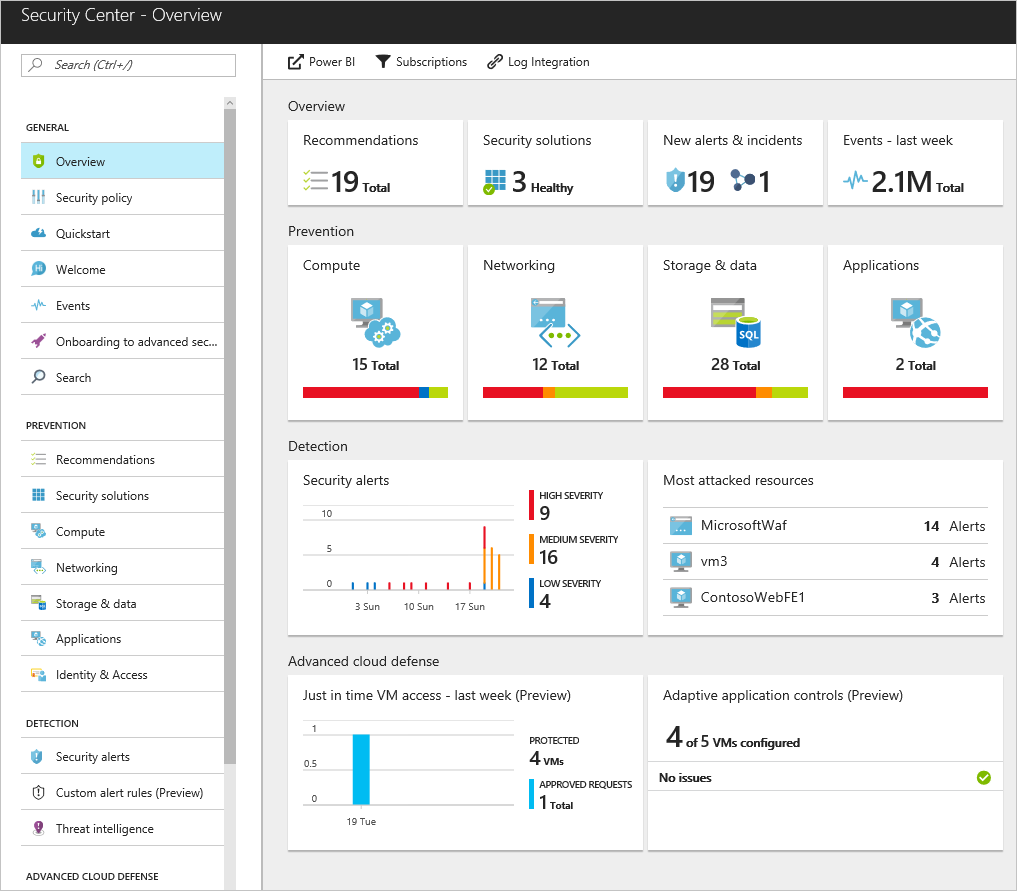 Security Center - Overview
Search (Ctrl+/)
GENERAL
Overview
Security policy
Quickstart
Hi
Welcome
Events
Onboarding to advanced sec...
Search
PREVENTION
Recommendations
Security solutions
Compute
Networking
Storage & data
Applications
Identity & Access
DETECTION
Security alerts
Custom alert rules (Preview)
Threat intelligence
ADVANCED CLOUD DEFENSE
Power BI
Subscriptions
Log Integration
Overview
Recommendations
19 Total
Security solutions
3 Healthy
New alerts & incidents
19 1
Events - last week
2.1M Total
Prevention
Compute
15 Total
Networking
12 Total
Storage & data
SQL
28 Total
Applications
2 Total
Detection
Security alerts
10
5
0
3 Sun 10 Sun 17 Sun
HIGH SEVERITY
9
MEDIUM SEVERITY
16
LOW SEVERITY
4
Most attacked resources
MicrosoftWaf 14 Alerts
vm3 4 Alerts
ContosoWebFE1 3 Alerts
Advanced cloud defense
Just in time VM access - last week (Preview)
1
0.5
0
19 Tue
PROTECTED
4 VMs
APPROVED REQUESTS
1 Total
Adaptive application controls (Preview)
4 of 5 VMs configured
No issues